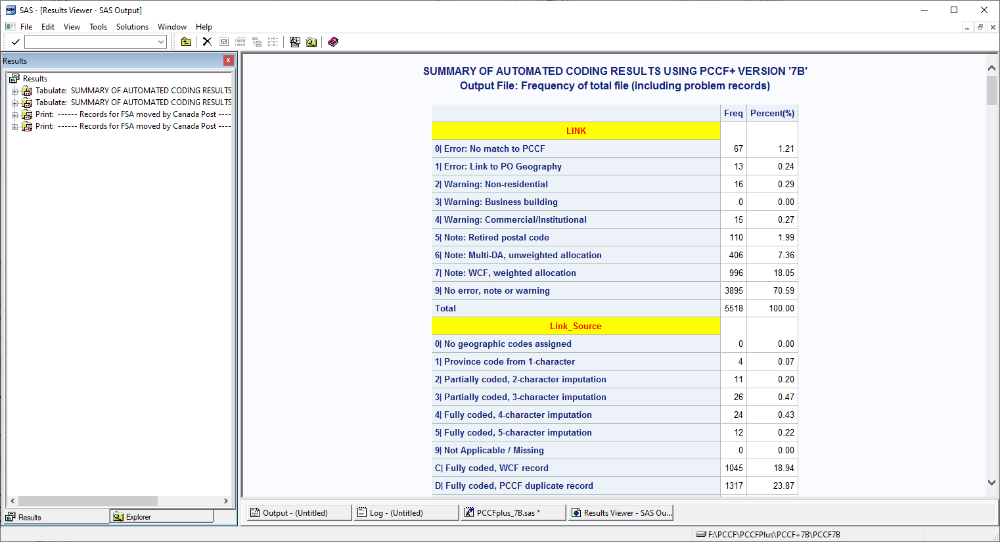 SAS - [Results Viewer - SAS Output]
File Edit View Tools Solutions Window Help
Results
Results
Tabulate: SUMMARY OF AUTOMATED CODING RESULTS
Tabulate: SUMMARY OF AUTOMATED CODING RESULTS
Print: ------ Records for FSA moved by Canada Post ----
Print: ------ Records for FSA moved by Canada Post ----
SUMMARY OF AUTOMATED CODING RESULTS USING PCCF+ VERSION '7B'
Output File: Frequency of total file (including problem records)
Freq Percent(%)
LINK
0| Error: No match to PCCF 67 1.21
1| Error: Link to PO Geography 13 0.24
2| Warning: Non-residential 16 0.29
3| Warning: Business building 0 0.00
4| Warning: Commercial/Institutional 15 0.27
5| Note: Retired postal code 110 1.99
6| Note: Multi-DA, unweighted allocation 406 7.36
7| Note: WCF, weighted allocation 996 18.05
9| No error, note or warning 3895 70.59
Total 5518 100.00
Link_Source
0| No geographic codes assigned 0 0.00
1| Province code from 1-character 4 0.07
2| Partially coded, 2-character imputation 11 0.20
3| Partially coded, 3-character imputation 26 0.47
4| Fully coded, 4-character imputation 24 0.43
5| Fully coded, 5-character imputation 12 0.22
9| Not Applicable / Missing 0 0.00
C| Fully coded, WCF record 1045 18.94
D| Fully coded, PCCF duplicate record 1317 23.87
Results Explorer
Output - (Untitled) Log - (Untitled) PCCFplus_7B.sas * Results Viewer - SAS Ou...
F:\PCCF\PCCFPlus\PCCF+7B\PCCF7B